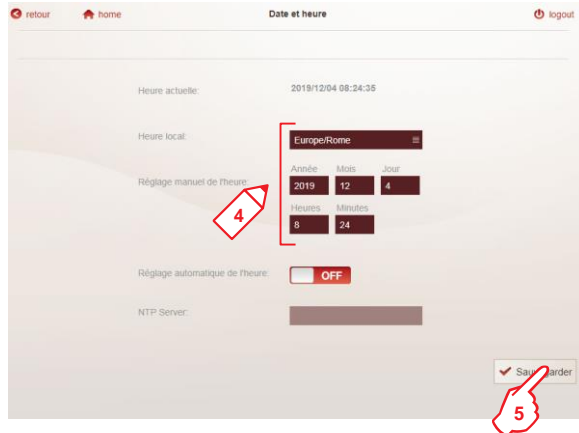 retour home Date et heure logout
Heure actuelle: 2019/12/04 08:24:35
Heure local: Europe/Rome
Année Mois Jour
Réglage manuel de l'heure: 2019 12 4
4
Heures Minutes
8 24
Réglage automatique de l'heure: OFF
NTP Server:
Sauvegarder
5